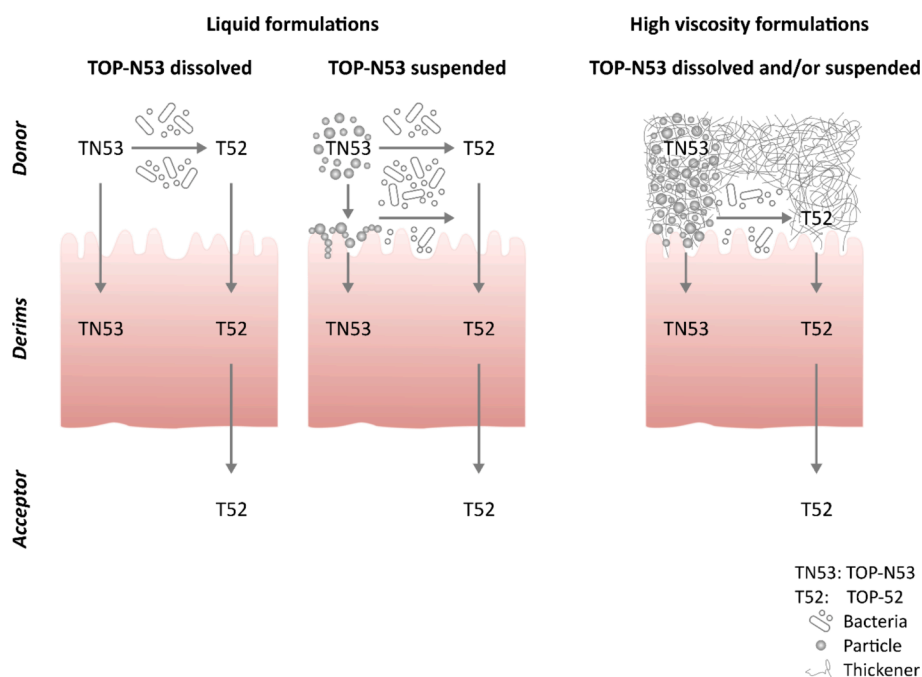 Liquid formulations
High viscosity formulations
TOP-N53 dissolved
TOP-N53 suspended
TOP-N53 dissolved and/or suspended
Donor
TN53
T52
TN53
T52
TN53
T52
Derims
TN53
T52
TN53
T52
TN53
T52
Acceptor
T52
T52
T52
TN53: TOP-N53
T52: TOP-52
Bacteria
Particle
Thickener